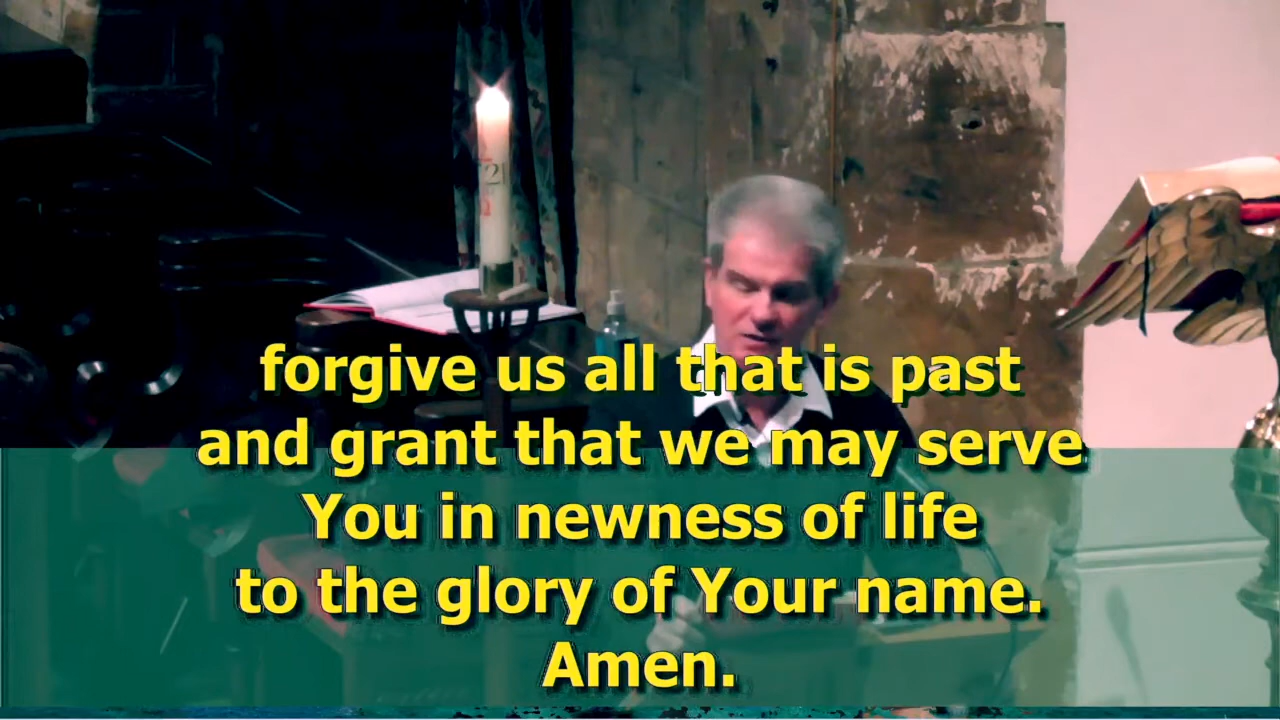 forgive us all that is past
and grant that we may serve
You in newness of life
to the glory of Your name.
Amen.